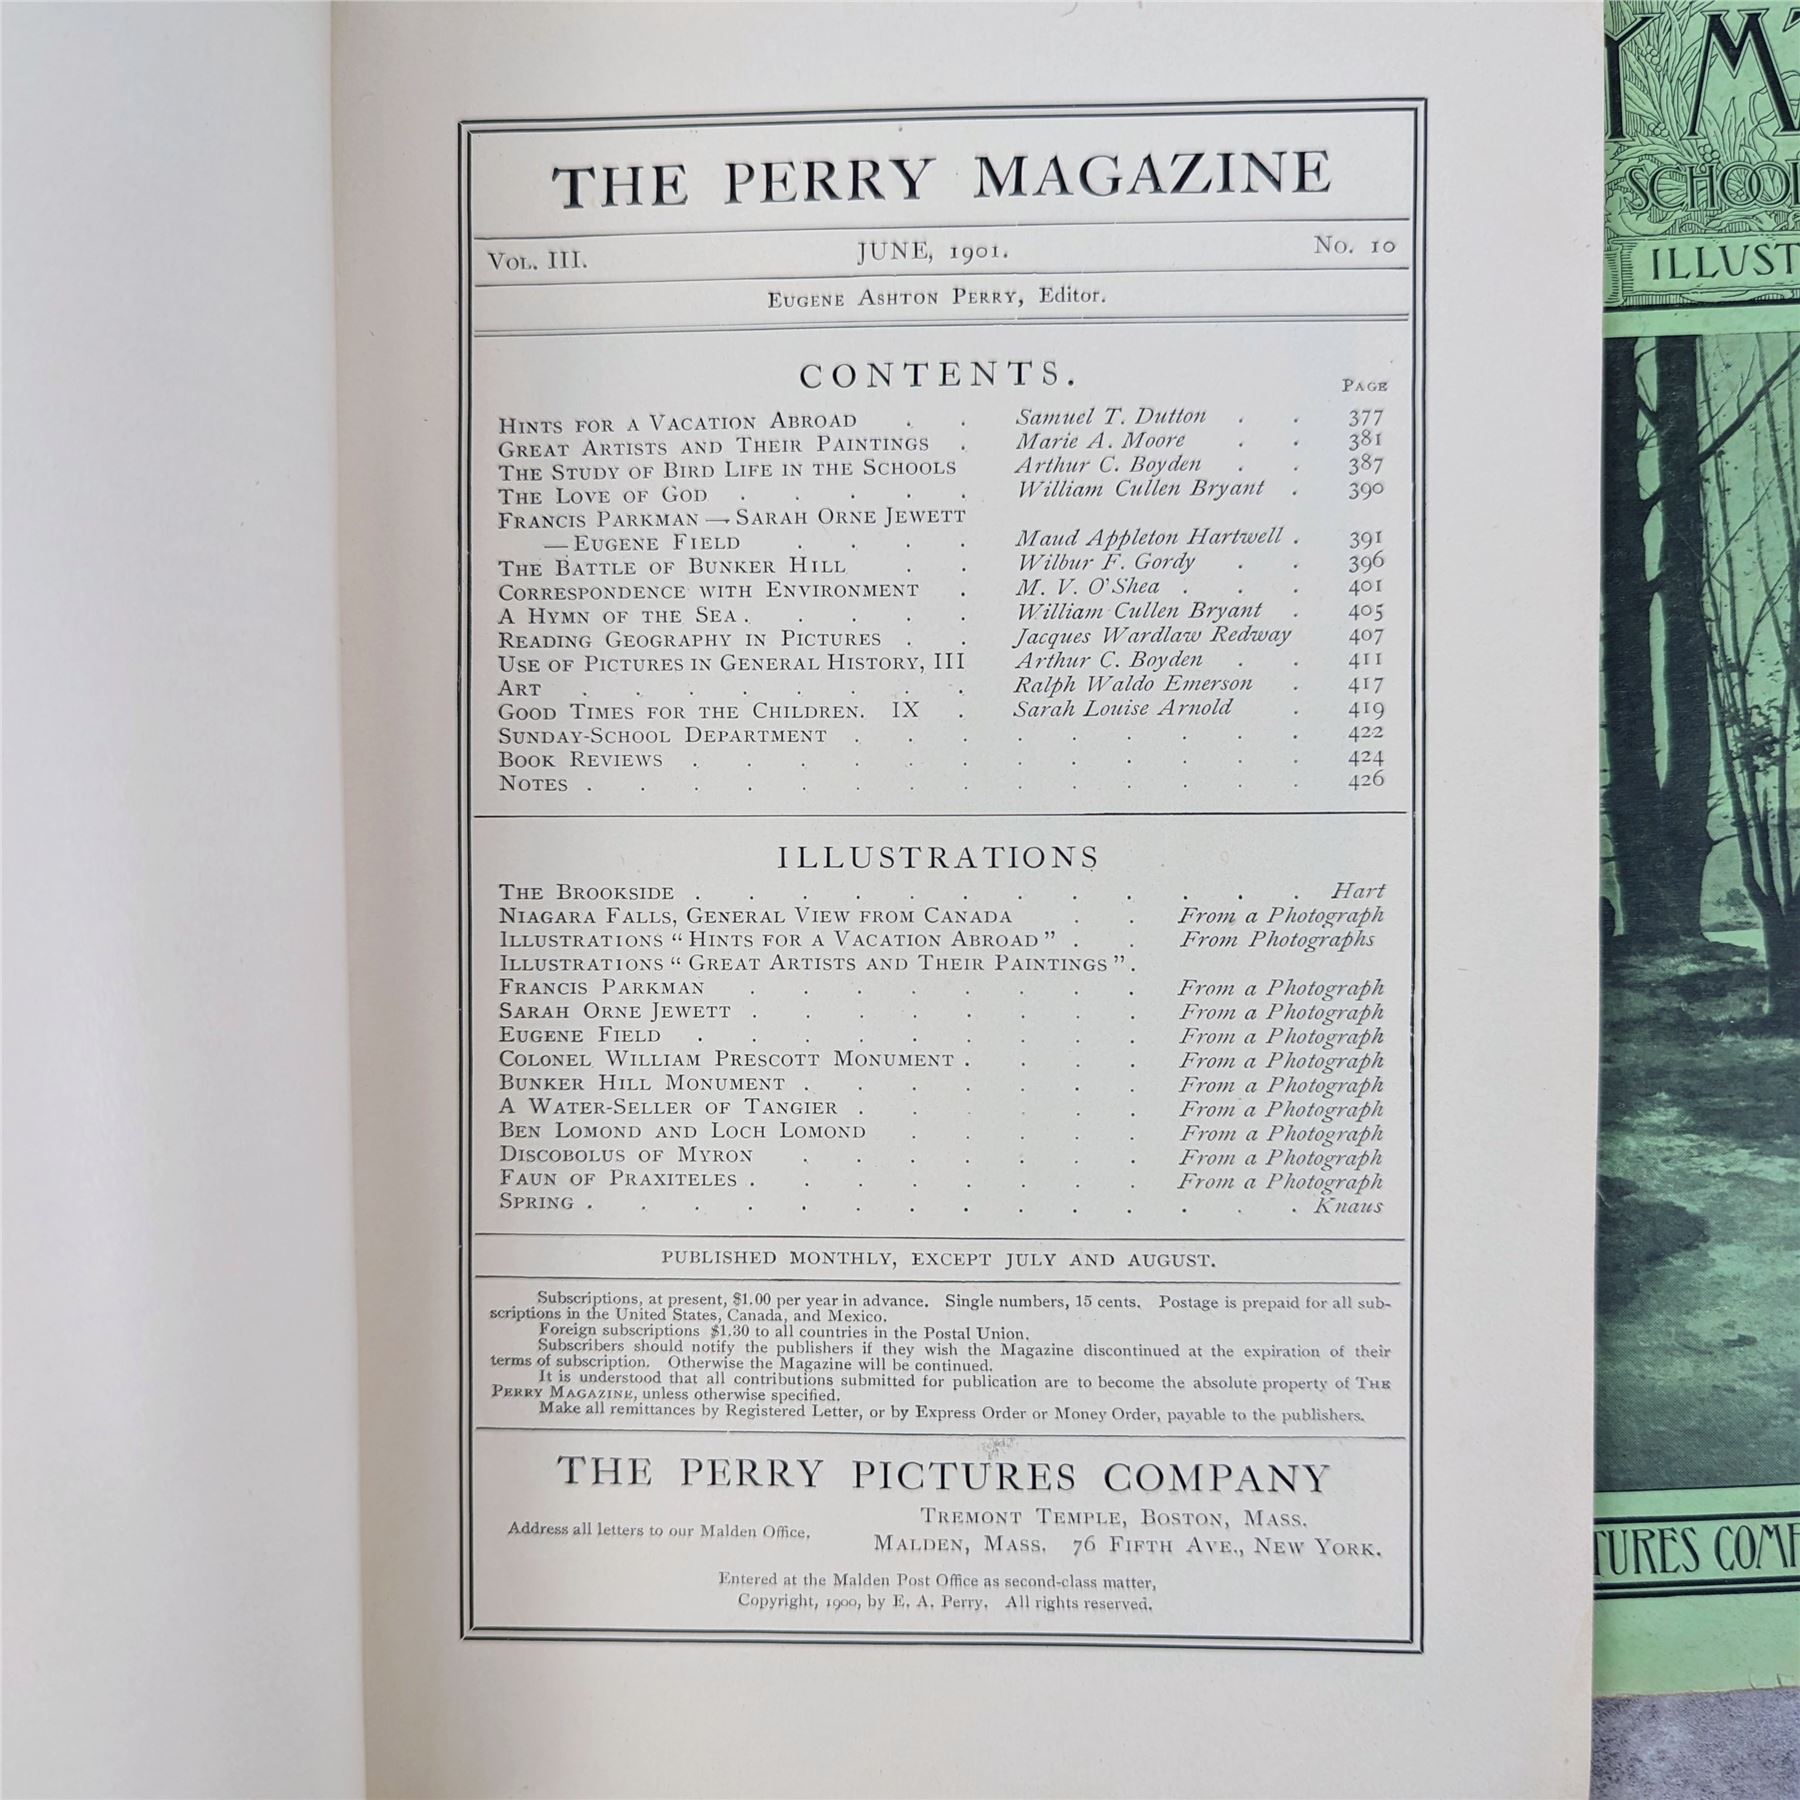 THE PERRY MAGAZINE
VOL. III. JUNE, 1901. No. 10
EUGENE ASHTON PERRY, Editor.
CONTENTS.
PAGE
HINTS FOR A VACATION ABROAD . . Samuel T. Dutton . . 377
GREAT ARTISTS AND THEIR PAINTINGS . Marie A. Moore . . 381
THE STUDY OF BIRD LIFE IN THE SCHOOLS Arthur C. Boyden . . 387
THE LOVE OF GOD . . . . . William Cullen Bryant . 390
FRANCIS PARKMAN — SARAH ORNE JEWETT
— EUGENE FIELD . . . . Maud Appleton Hartwell . 391
THE BATTLE OF BUNKER HILL . . Wilbur F. Gordy . . 396
CORRESPONDENCE WITH ENVIRONMENT . M. V. O'Shea . . . 401
A HYMN OF THE SEA . . . . . William Cullen Bryant . 405
READING GEOGRAPHY IN PICTURES . . Jacques Wardlaw Redway 407
USE OF PICTURES IN GENERAL HISTORY, III Arthur C. Boyden . . 411
ART . . . . . . . . Ralph Waldo Emerson . 417
GOOD TIMES FOR THE CHILDREN. IX . Sarah Louise Arnold . 419
SUNDAY-SCHOOL DEPARTMENT . . . . . . . . . 422
BOOK REVIEWS . . . . . . . . . . . . 424
NOTES . . . . . . . . . . . . . . 426
ILLUSTRATIONS
THE BROOKSIDE . . . . . . . . . . . . Hart
NIAGARA FALLS, GENERAL VIEW FROM CANADA . . From a Photograph
ILLUSTRATIONS "HINTS FOR A VACATION ABROAD" . . From Photographs
ILLUSTRATIONS "GREAT ARTISTS AND THEIR PAINTINGS".
FRANCIS PARKMAN . . . . . . . . From a Photograph
SARAH ORNE JEWETT . . . . . . . . From a Photograph
EUGENE FIELD . . . . . . . . . From a Photograph
COLONEL WILLIAM PRESCOTT MONUMENT . . . . From a Photograph
BUNKER HILL MONUMENT . . . . . . . From a Photograph
A WATER-SELLER OF TANGIER . . . . . . From a Photograph
BEN LOMOND AND LOCH LOMOND . . . . . From a Photograph
DISCOBOLUS OF MYRON . . . . . . . From a Photograph
FAUN OF PRAXITELES . . . . . . . . From a Photograph
SPRING . . . . . . . . . . . . . . Knaus
PUBLISHED MONTHLY, EXCEPT JULY AND AUGUST.
Subscriptions, at present, $1.00 per year in advance. Single numbers, 15 cents. Postage is prepaid for all sub-
scriptions in the United States, Canada, and Mexico.
Foreign subscriptions $1.30 to all countries in the Postal Union.
Subscribers should notify the publishers if they wish the Magazine discontinued at the expiration of their
terms of subscription. Otherwise the Magazine will be continued.
It is understood that all contributions submitted for publication are to become the absolute property of THE
PERRY MAGAZINE, unless otherwise specified.
Make all remittances by Registered Letter, or by Express Order or Money Order, payable to the publishers.
THE PERRY PICTURES COMPANY
TREMONT TEMPLE, BOSTON, MASS.
Address all letters to our Malden Office.
MALDEN, MASS. 76 FIFTH AVE., NEW YORK.
Entered at the Malden Post Office as second-class matter,
Copyright, 1900, by E. A. Perry. All rights reserved.
Y M
SCHOOL
ILLUST
TURES COMP